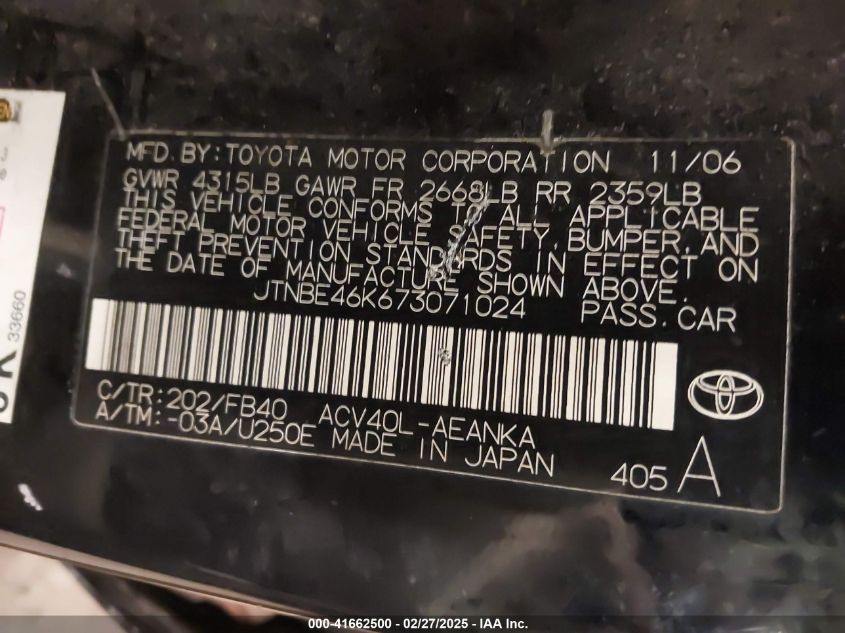 MFD. BY: TOYOTA MOTOR CORPORATION 11/06
GVWR 4315LB GAWR FR 2668LB RR 2359LB
THIS VEHICLE CONFORMS TO ALL APPLICABLE
FEDERAL MOTOR VEHICLE SAFETY, BUMPER, AND
THEFT PREVENTION STANDARDS IN EFFECT ON
THE DATE OF MANUFACTURE SHOWN ABOVE.
JTNBE46K673071024 PASS. CAR
C/TR: 202/FB40 ACV40L-AEANKA
A/TM: -03A/U250E MADE IN JAPAN
405 A
33660
000-41662500 - 02/27/2025 - IAA Inc.